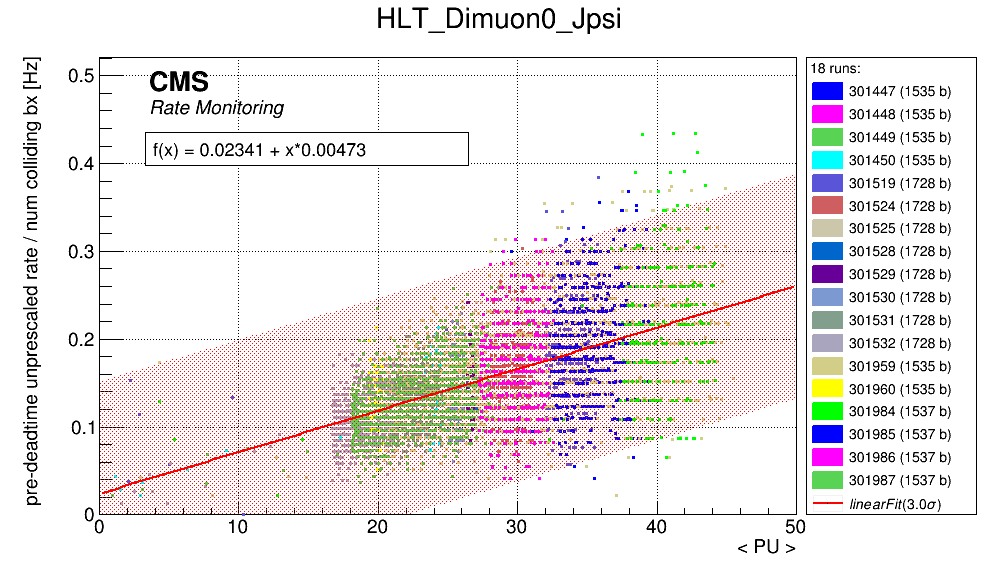 HLT_Dimuon0_Jpsi
pre-deadtime unprescaled rate / num colliding bx [Hz]
0.5
0.4
0.3
0.2
0.1
0
CMS
Rate Monitoring
f(x) = 0.02341 + x*0.00473
0 10 20 30 40 50
< PU >
18 runs:
301447 (1535 b)
301448 (1535 b)
301449 (1535 b)
301450 (1535 b)
301519 (1728 b)
301524 (1728 b)
301525 (1728 b)
301528 (1728 b)
301529 (1728 b)
301530 (1728 b)
301531 (1728 b)
301532 (1728 b)
301959 (1535 b)
301960 (1535 b)
301984 (1537 b)
301985 (1537 b)
301986 (1537 b)
301987 (1537 b)
linearFit(3.0σ)